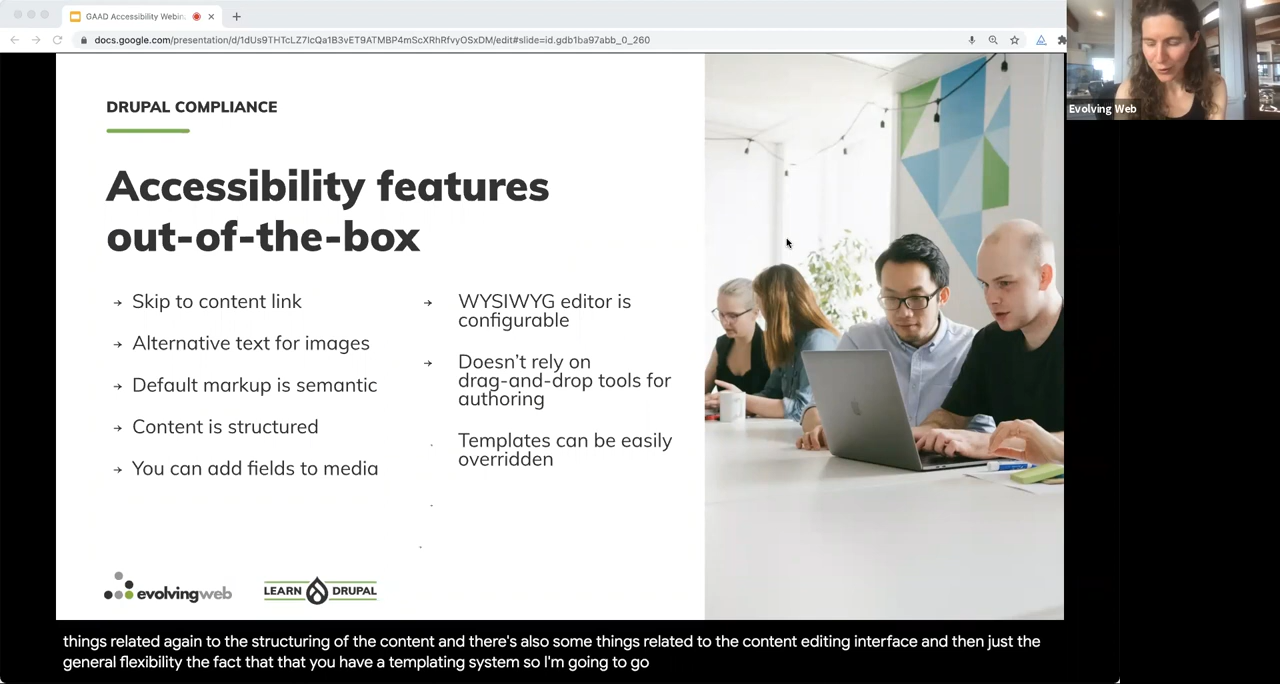 GAAD Accessibility Webin
docs.google.com/presentation/d/1dUs9THTcLZ7lcQa1B3vET9ATMBP4mScXRhRfvyOSxDM/edit#slide=id.gdb1ba97abb_0_260
Evolving Web
DRUPAL COMPLIANCE
Accessibility features
out-of-the-box
→ Skip to content link
→ Alternative text for images
→ Default markup is semantic
→ Content is structured
→ You can add fields to media
→ WYSIWYG editor is
configurable
→ Doesn't rely on
drag-and-drop tools for
authoring
Templates can be easily
overridden
evolvingweb
LEARN DRUPAL
things related again to the structuring of the content and there's also some things related to the content editing interface and then just the
general flexibility the fact that that you have a templating system so I'm going to go